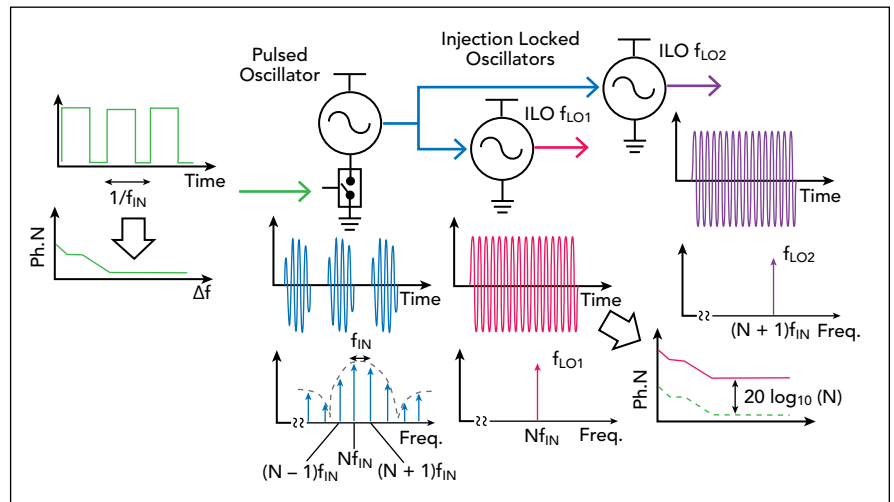 Pulsed
Oscillator
Injection Locked
Oscillators
ILO f_LO2
ILO f_LO1
Time
1/f_IN
Ph.N
Δf
Time
Time
Time
f_IN
Freq.
(N – 1)f_IN
Nf_IN
(N + 1)f_IN
f_LO1
Nf_IN
Freq.
f_LO2
(N + 1)f_IN
Freq.
Ph.N
20 log₁₀ (N)